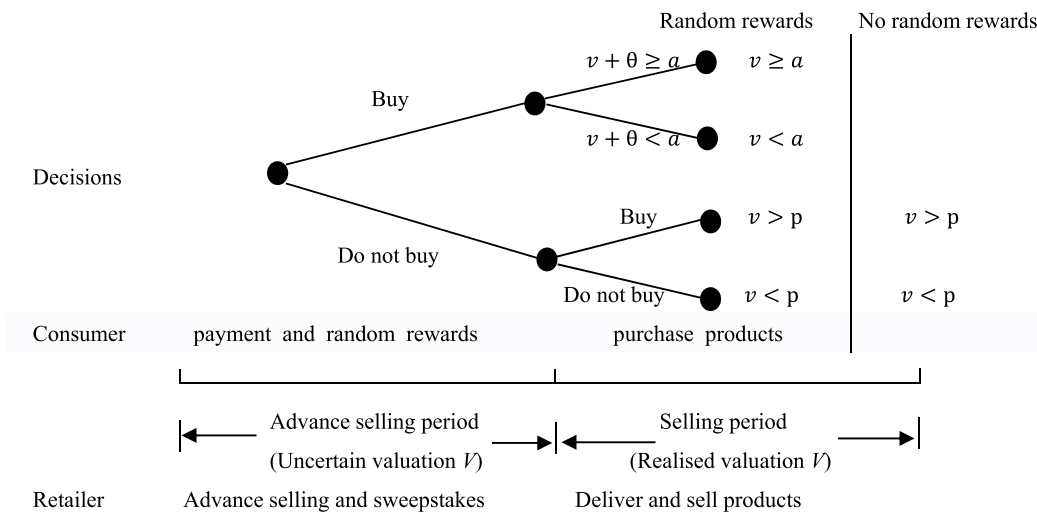 Random rewards No random rewards
v + θ ≥ a v ≥ a
Buy
v + θ < a v < a
Decisions
Buy v > p v > p
Do not buy
Do not buy v < p v < p
Consumer payment and random rewards purchase products
Advance selling period Selling period
(Uncertain valuation V) (Realised valuation V)
Retailer Advance selling and sweepstakes Deliver and sell products